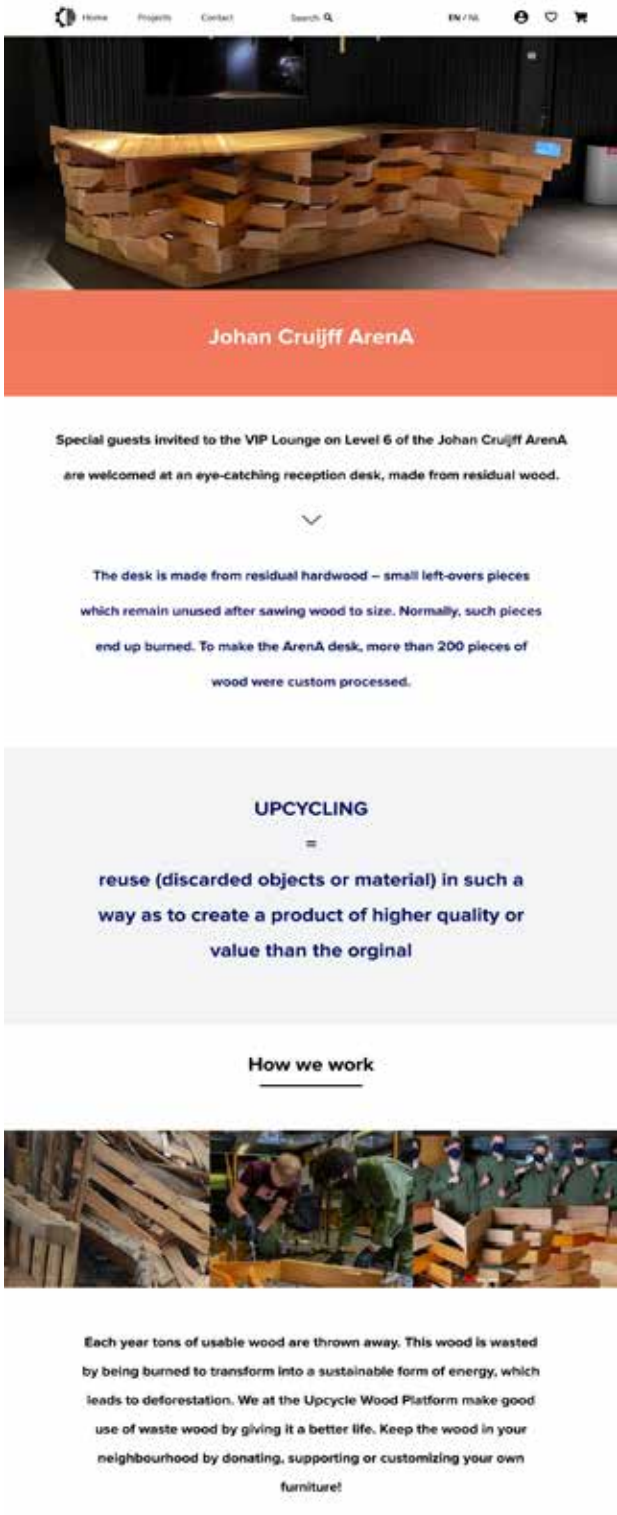 Home Projects Contact Search EN / NL
Johan Cruijff ArenA
Special guests invited to the VIP Lounge on Level 6 of the Johan Cruijff ArenA
are welcomed at an eye-catching reception desk, made from residual wood.
The desk is made from residual hardwood – small left-overs pieces
which remain unused after sawing wood to size. Normally, such pieces
end up burned. To make the ArenA desk, more than 200 pieces of
wood were custom processed.
UPCYCLING
=
reuse (discarded objects or material) in such a
way as to create a product of higher quality or
value than the orginal
How we work
Each year tons of usable wood are thrown away. This wood is wasted
by being burned to transform into a sustainable form of energy, which
leads to deforestation. We at the Upcycle Wood Platform make good
use of waste wood by giving it a better life. Keep the wood in your
neighbourhood by donating, supporting or customizing your own
furniture!